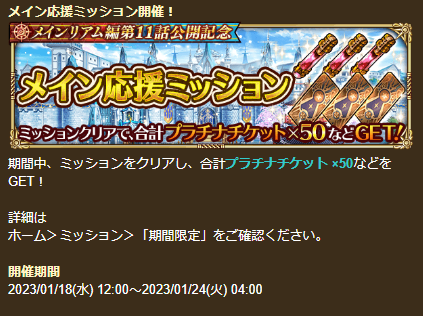 メイン応援ミッション開催！
メインリアム編第11話公開記念
メイン応援ミッション
ミッションクリアで、合計プラチナチケット×50などGET!
期間中、ミッションをクリアし、合計プラチナチケット ×50などを
GET！
詳細は
ホーム＞ミッション＞「期間限定」をご確認ください。
開催期間
2023/01/18(水) 12:00～2023/01/24(火) 04:00